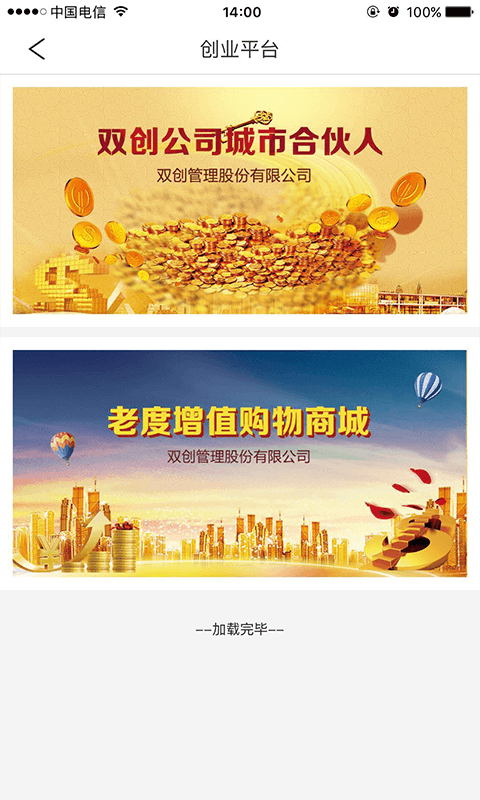 中国电信 14:00 100%
创业平台
双创公司城市合伙人
双创管理股份有限公司
老度增值购物商城
双创管理股份有限公司
--加载完毕--